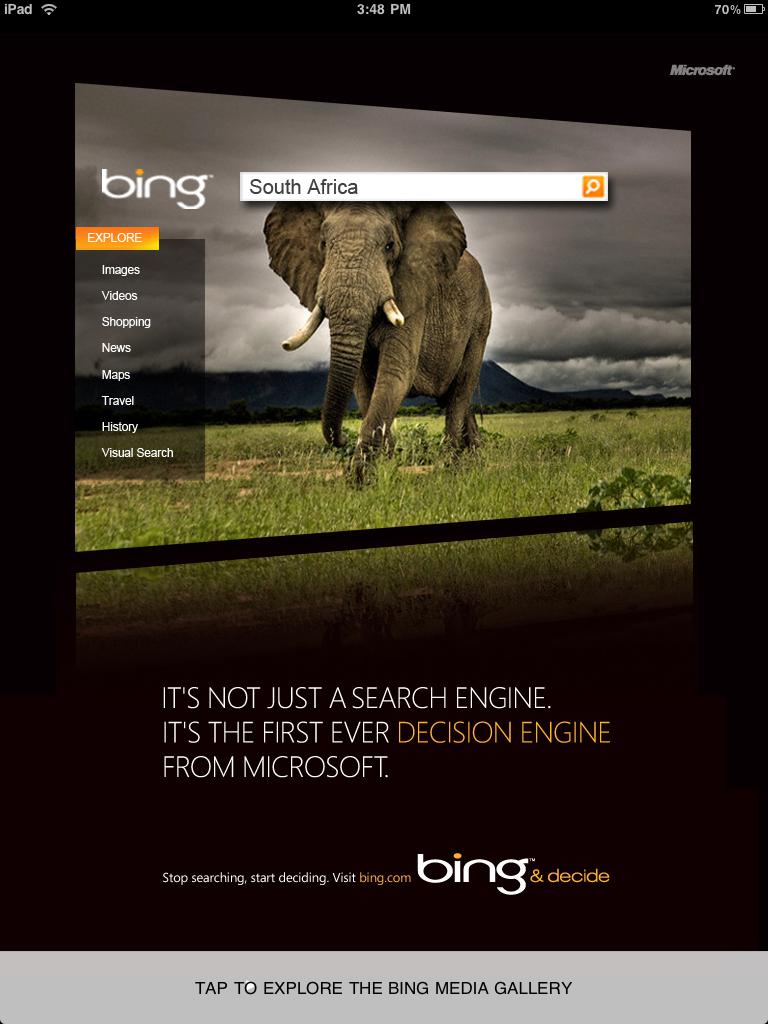 iPad 3:48 PM 70%
Microsoft
bing™ South Africa
EXPLORE
Images
Videos
Shopping
News
Maps
Travel
History
Visual Search
IT'S NOT JUST A SEARCH ENGINE.
IT'S THE FIRST EVER DECISION ENGINE
FROM MICROSOFT.
Stop searching, start deciding. Visit bing.com bing™ & decide
TAP TO EXPLORE THE BING MEDIA GALLERY